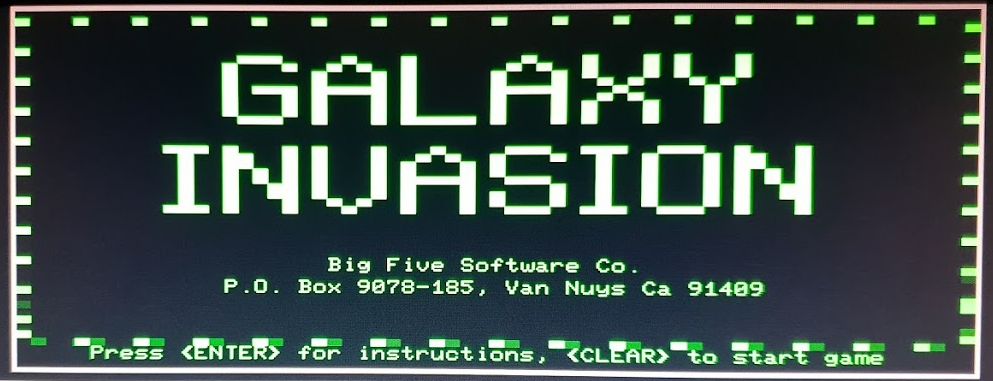 GALAXY
INVASION
Big Five Software Co.
P.O. Box 9078-185, Van Nuys Ca 91409
Press <ENTER> for instructions, <CLEAR> to start game